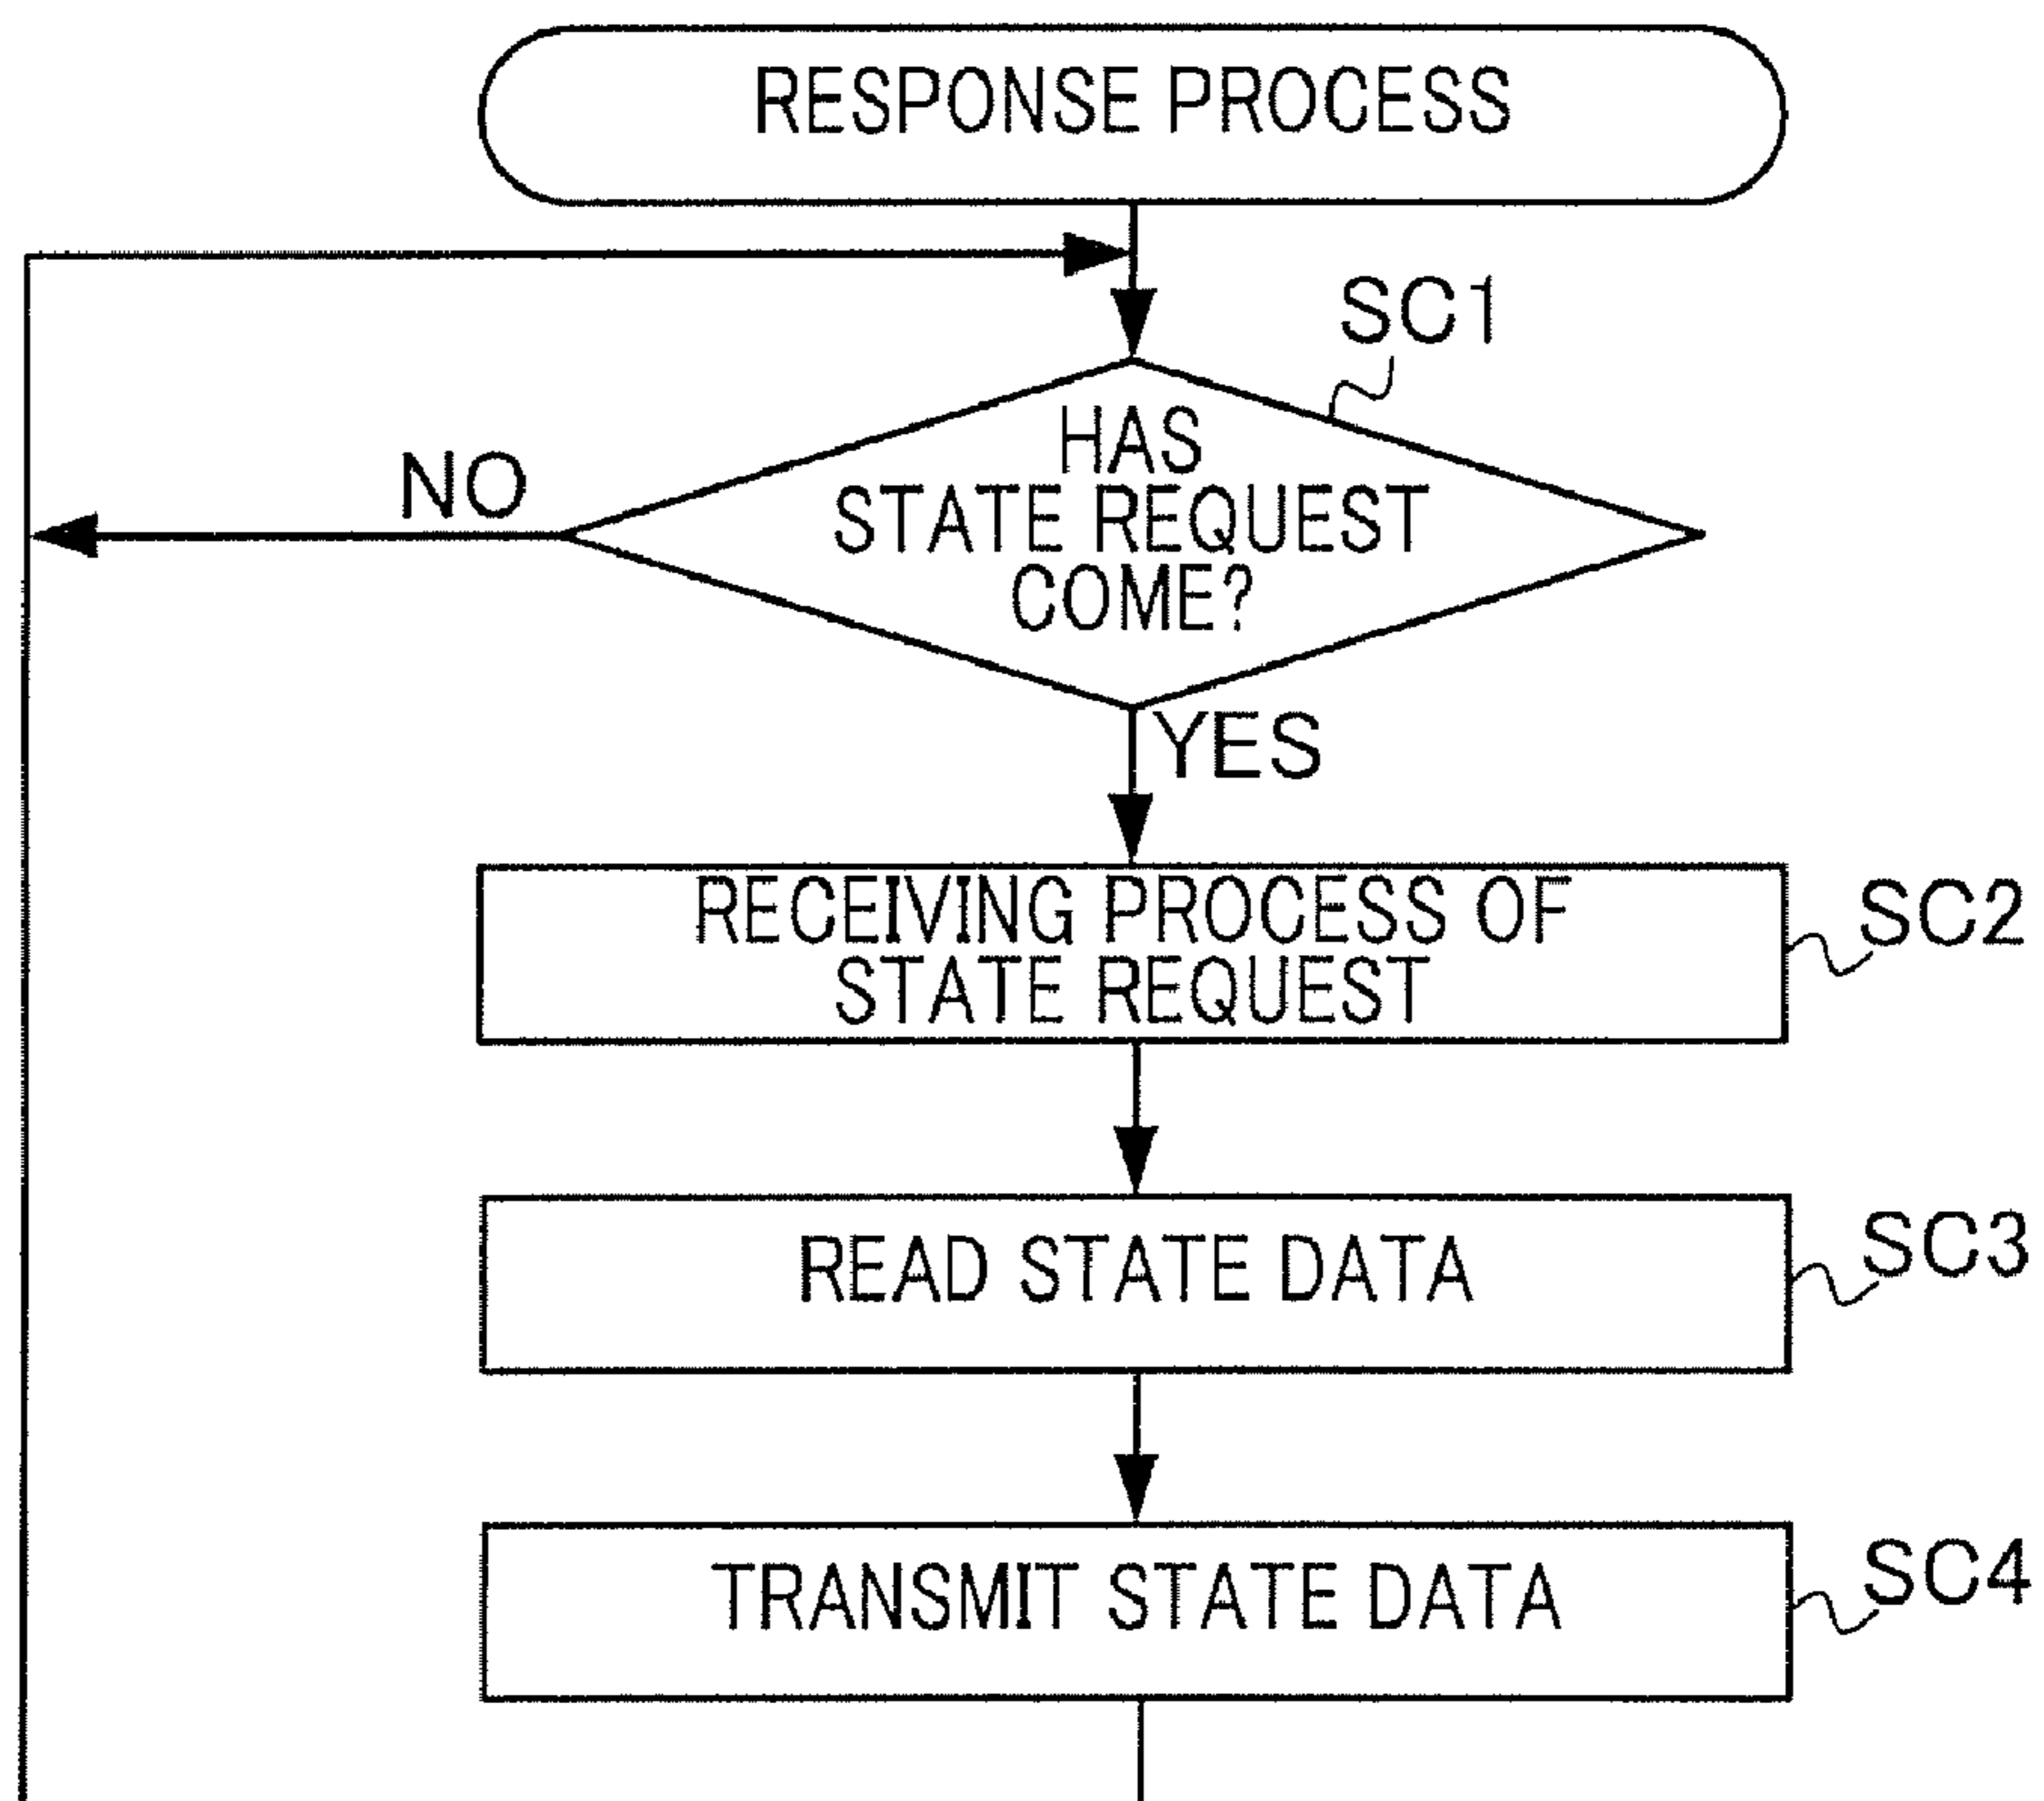 RESPONSE PROCESS
SC1
HAS
STATE REQUEST
COME?
NO
YES
RECEIVING PROCESS OF
STATE REQUEST
SC2
READ STATE DATA
SC3
TRANSMIT STATE DATA
SC4